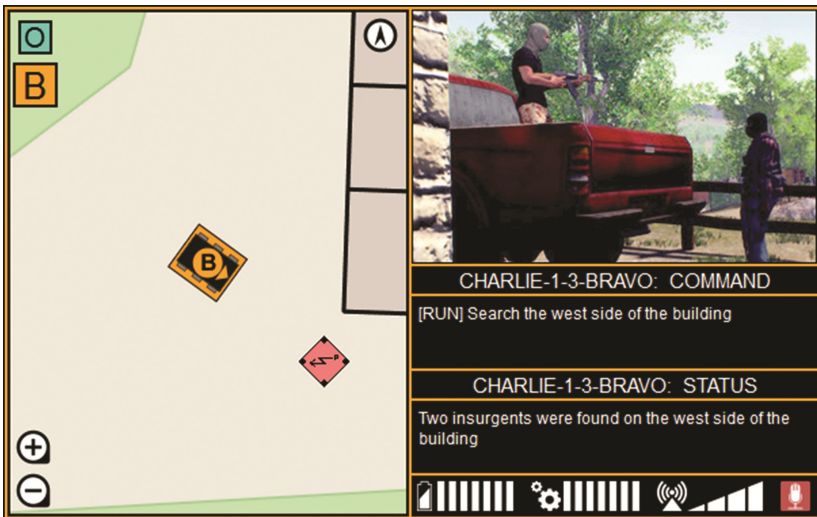 O
B
B
P
CHARLIE-1-3-BRAVO: COMMAND
[RUN] Search the west side of the building
CHARLIE-1-3-BRAVO: STATUS
Two insurgents were found on the west side of the
building